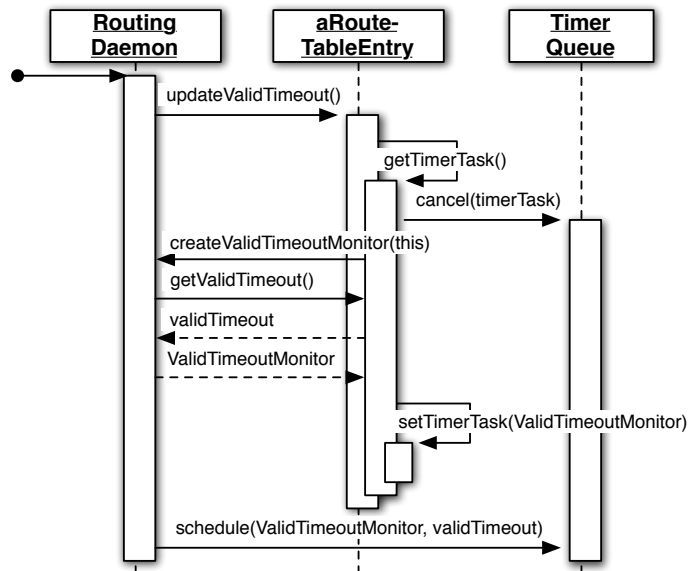 Routing
Daemon
aRoute-
TableEntry
Timer
Queue
updateValidTimeout()
getTimerTask()
cancel(timerTask)
createValidTimeoutMonitor(this)
getValidTimeout()
validTimeout
ValidTimeoutMonitor
setTimerTask(ValidTimeoutMonitor)
schedule(ValidTimeoutMonitor, validTimeout)